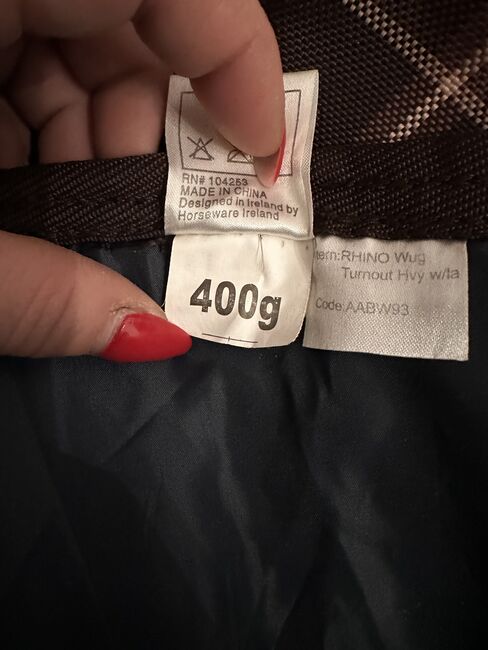 RN# 104253
MADE IN CHINA
Designed in Ireland by
Horseware Ireland
400g
tern:RHINO Wug
Turnout Hvy w/la
Code:AABW93